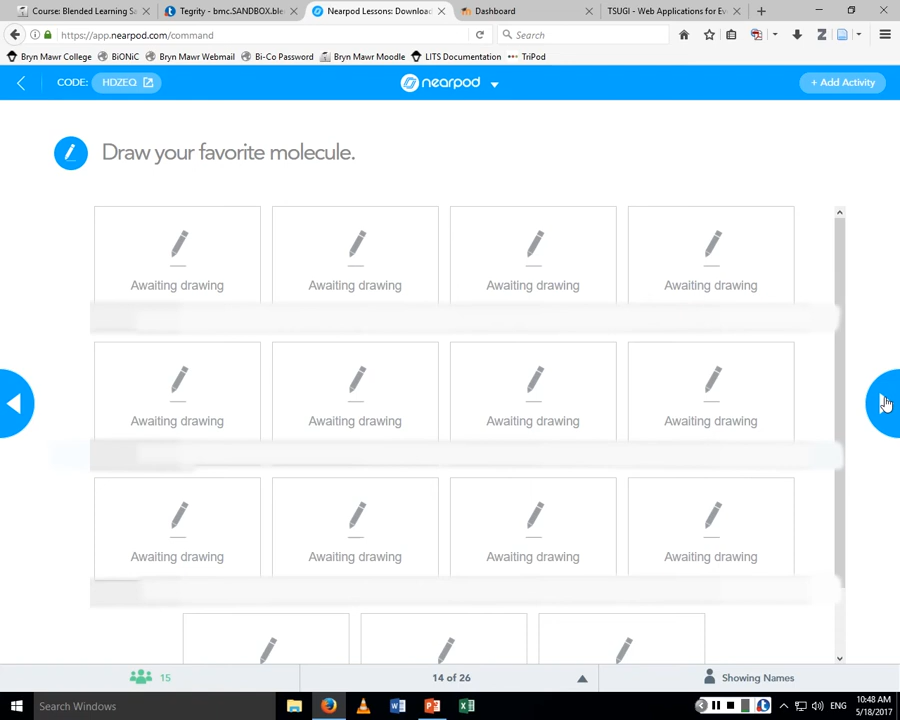 Course: Blended Learning Sa
Tegrity - bmc.SANDBOX.ble
Nearpod Lessons: Download
Dashboard
TSUGI - Web Applications for Ev
https://app.nearpod.com/command
Search
Bryn Mawr College
BiONiC
Bryn Mawr Webmail
Bi-Co Password
Bryn Mawr Moodle
LITS Documentation
TriPod
CODE: HDZEQ
nearpod
+ Add Activity
Draw your favorite molecule.
Awaiting drawing Awaiting drawing Awaiting drawing Awaiting drawing
Awaiting drawing Awaiting drawing Awaiting drawing Awaiting drawing
Awaiting drawing Awaiting drawing Awaiting drawing Awaiting drawing
15
14 of 26
Showing Names
Search Windows
ENG
10:48 AM
5/18/2017